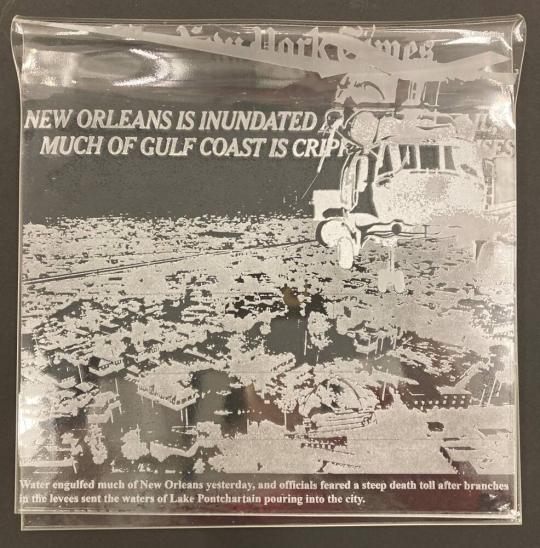 New York Times
NEW ORLEANS IS INUNDATED
MUCH OF GULF COAST IS
Water engulfed much of New Orleans yesterday, and officials feared a steep death toll after branches
in the levees sent the waters of Lake Pontchartain pouring into the city.